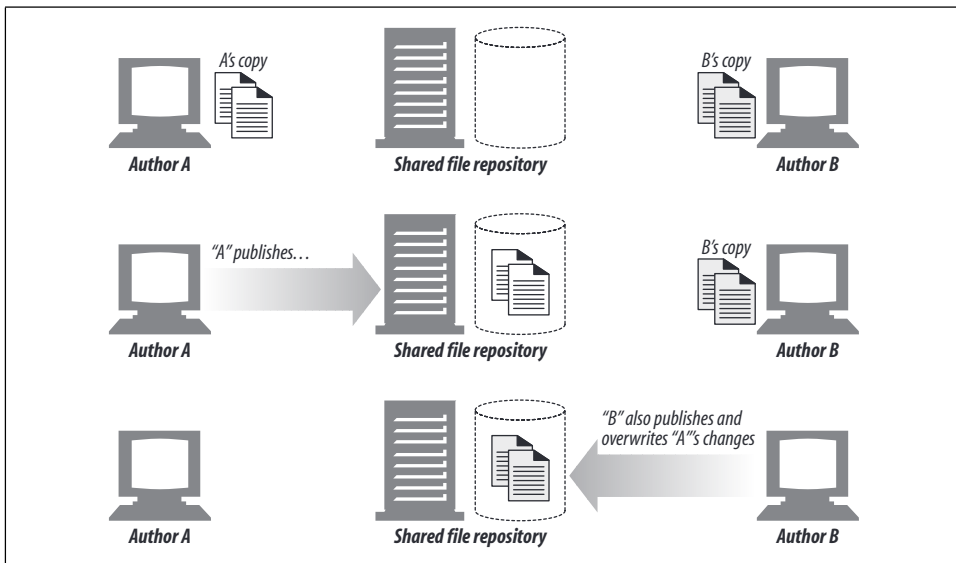 A's copy
B's copy
Author A
Shared file repository
Author B
“A” publishes…
B's copy
Author A
Shared file repository
Author B
“B” also publishes and
overwrites “A”'s changes
Author A
Shared file repository
Author B